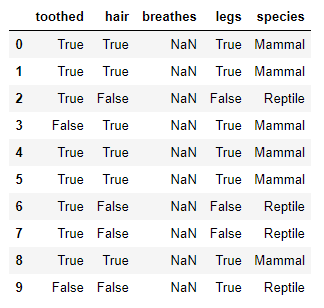 toothed hair breathes legs species
0 True True NaN True Mammal
1 True True NaN True Mammal
2 True False NaN False Reptile
3 False True NaN True Mammal
4 True True NaN True Mammal
5 True True NaN True Mammal
6 True False NaN False Reptile
7 True False NaN False Reptile
8 True True NaN True Mammal
9 False False NaN True Reptile